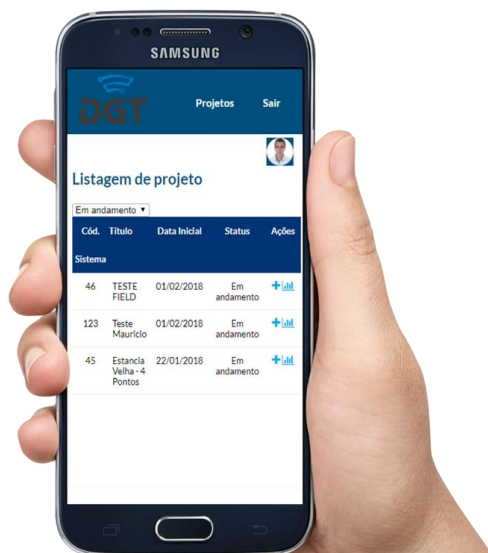 SAMSUNG
DGT
Projetos Sair
Listagem de projeto
Em andamento
Cód. Título Data Inicial Status Ações
Sistema
46 TESTE FIELD 01/02/2018 Em andamento
123 Teste Mauricio 01/02/2018 Em andamento
45 Estancia Velha - 4 Pontos 22/01/2018 Em andamento